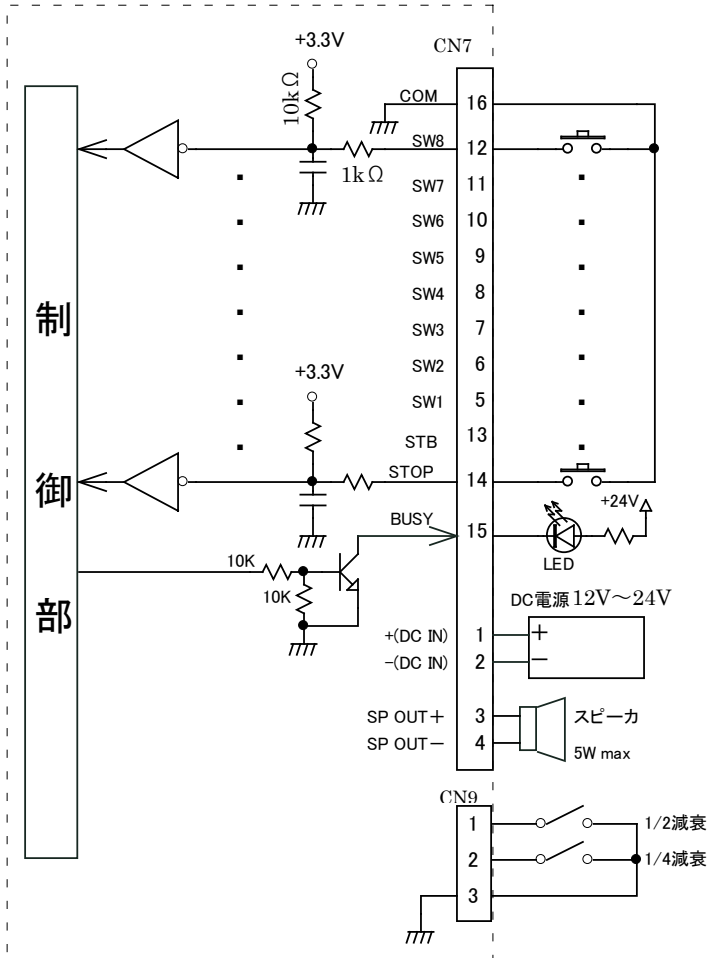 +3.3V
CN7
10kΩ
COM 16
SW8 12
1kΩ
SW7 11
SW6 10
SW5 9
SW4 8
制
SW3 7
+3.3V
SW2 6
SW1 5
STB 13
御
STOP 14
+24V
BUSY 15
LED
10K
10K
DC電源 12V～24V
部
+(DC IN) 1 +
-(DC IN) 2 -
SP OUT+ 3 スピーカ
SP OUT- 4 5W max
CN9
1 1/2減衰
2 1/4減衰
3